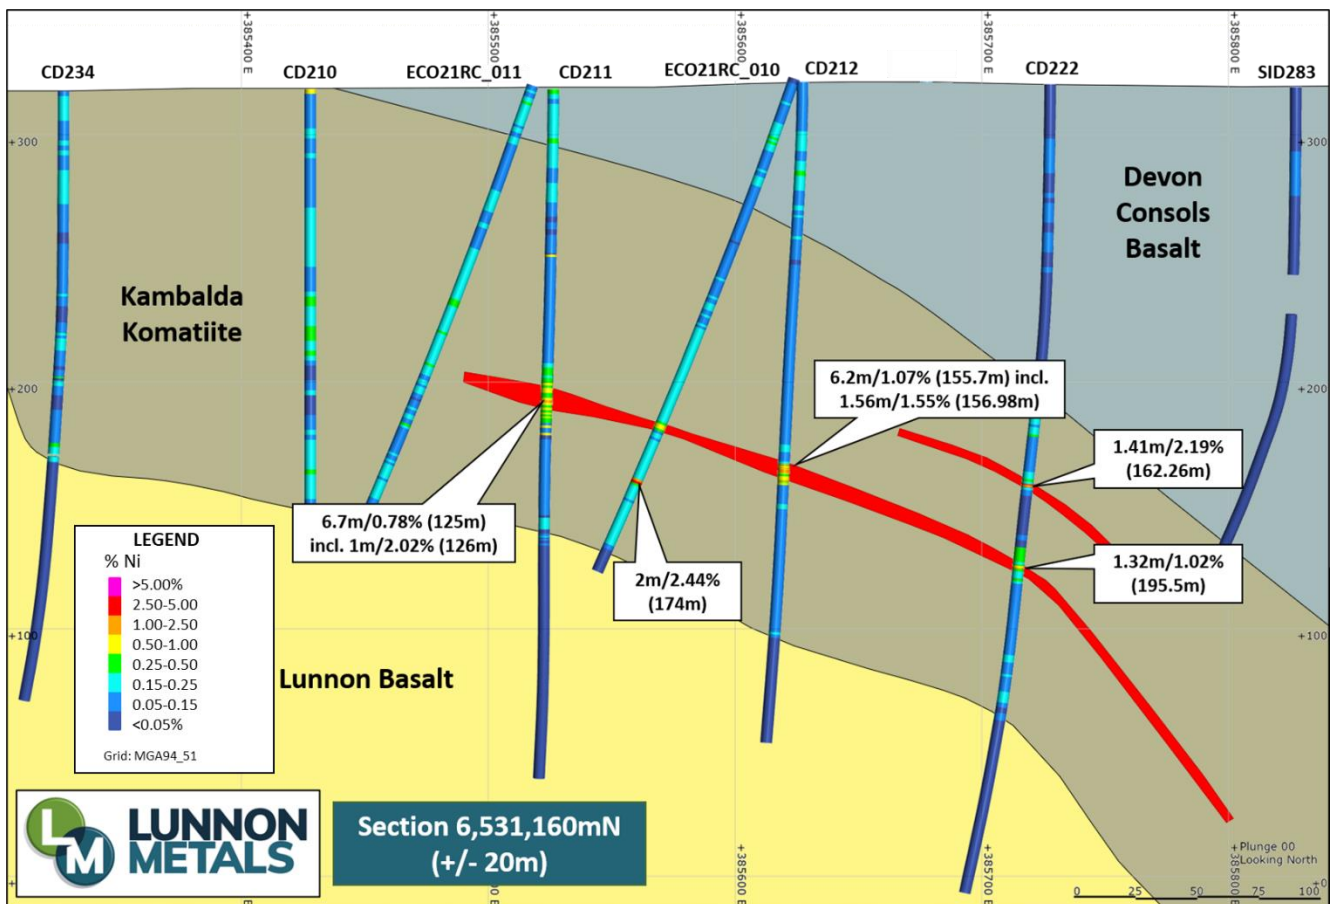 +385400 E
+385500 E
+385600 E
+385700 E
+385800 E
CD234
CD210
ECO21RC_011
CD211
ECO21RC_010
CD212
CD222
SID283
+300
+300
Devon
Consols
Basalt
Kambalda
Komatiite
+200
+200
6.2m/1.07% (155.7m) incl.
1.56m/1.55% (156.98m)
1.41m/2.19%
(162.26m)
6.7m/0.78% (125m)
incl. 1m/2.02% (126m)
2m/2.44%
(174m)
1.32m/1.02%
(195.5m)
+100
+100
LEGEND
% Ni
>5.00%
2.50-5.00
1.00-2.50
0.50-1.00
0.25-0.50
0.15-0.25
0.05-0.15
<0.05%
Grid: MGA94_51
Lunnon Basalt
LM
LUNNON
METALS
Section 6,531,160mN
(+/- 20m)
Plunge 00
Looking North
+385600 E
+385700 E
+385800 E
+0
0 25 50 75 100